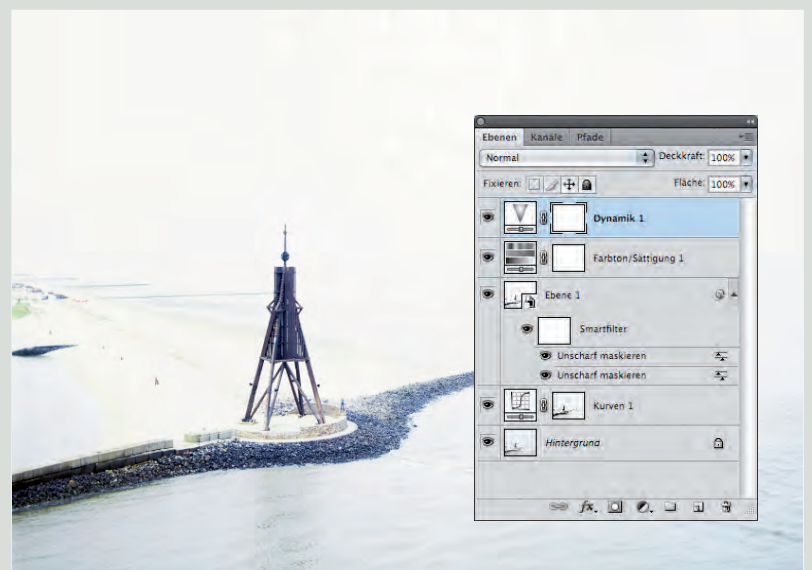 Ebenen Kanäle Pfade
Normal Deckkraft: 100%
Fixieren: Fläche: 100%
Dynamik 1
Farbton/Sättigung 1
Ebene 1
Smartfilter
Unscharf maskieren
Unscharf maskieren
Kurven 1
Hintergrund
fx.